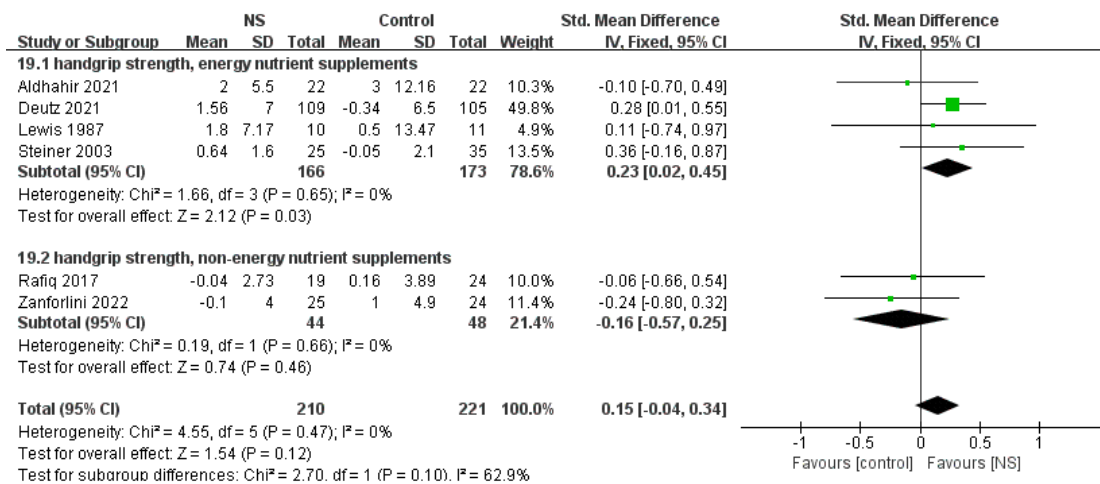 NS Control Std. Mean Difference Std. Mean Difference
Study or Subgroup Mean SD Total Mean SD Total Weight IV, Fixed, 95% CI IV, Fixed, 95% CI
19.1 handgrip strength, energy nutrient supplements
Aldhahir 2021 2 5.5 22 3 12.16 22 10.3% -0.10 [-0.70, 0.49]
Deutz 2021 1.56 7 109 -0.34 6.5 105 49.8% 0.28 [0.01, 0.55]
Lewis 1987 1.8 7.17 10 0.5 13.47 11 4.9% 0.11 [-0.74, 0.97]
Steiner 2003 0.64 1.6 25 -0.05 2.1 35 13.5% 0.36 [-0.16, 0.87]
Subtotal (95% CI) 166 173 78.6% 0.23 [0.02, 0.45]
Heterogeneity: Chi² = 1.66, df = 3 (P = 0.65); I² = 0%
Test for overall effect: Z = 2.12 (P = 0.03)
19.2 handgrip strength, non-energy nutrient supplements
Rafiq 2017 -0.04 2.73 19 0.16 3.89 24 10.0% -0.06 [-0.66, 0.54]
Zanforlini 2022 -0.1 4 25 1 4.9 24 11.4% -0.24 [-0.80, 0.32]
Subtotal (95% CI) 44 48 21.4% -0.16 [-0.57, 0.25]
Heterogeneity: Chi² = 0.19, df = 1 (P = 0.66); I² = 0%
Test for overall effect: Z = 0.74 (P = 0.46)
Total (95% CI) 210 221 100.0% 0.15 [-0.04, 0.34]
Heterogeneity: Chi² = 4.55, df = 5 (P = 0.47); I² = 0%
Test for overall effect: Z = 1.54 (P = 0.12)
Test for subgroup differences: Chi² = 2.70, df = 1 (P = 0.10), I² = 62.9%
-1 -0.5 0 0.5 1
Favours [control] Favours [NS]